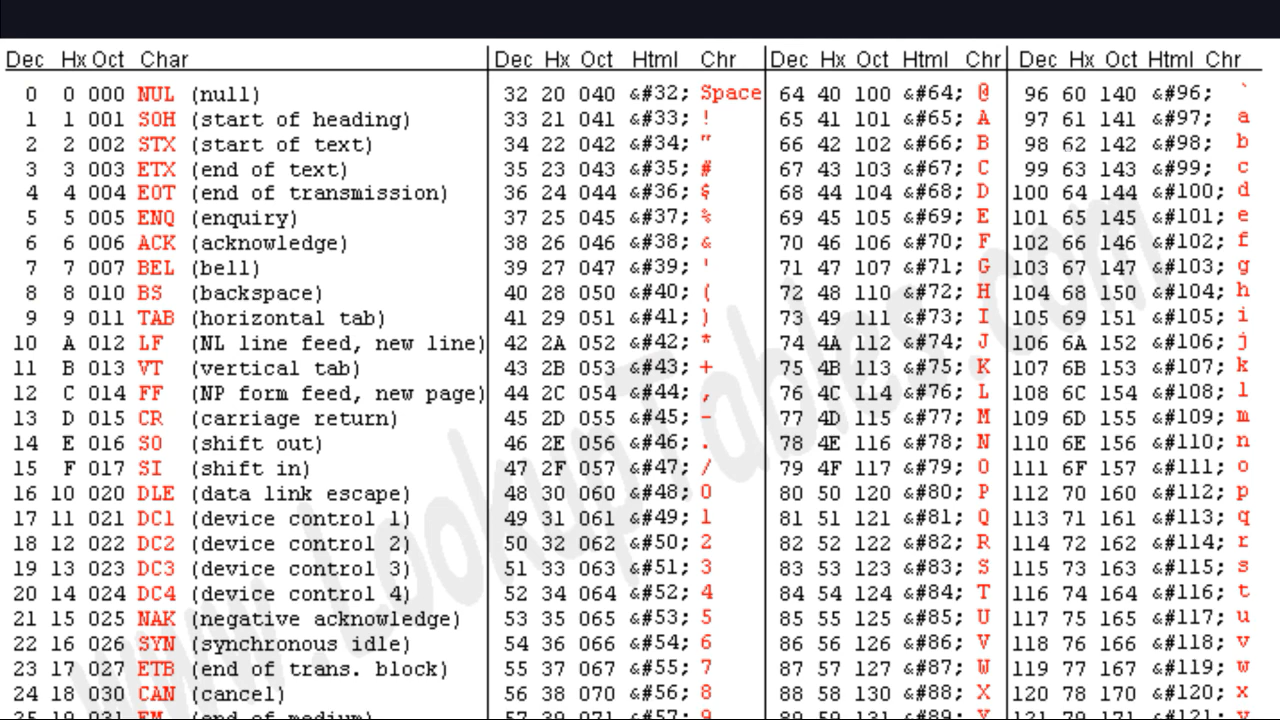 Dec Hx Oct Char Dec Hx Oct Html Chr Dec Hx Oct Html Chr Dec Hx Oct Html Chr
0 0 000 NUL (null) 32 20 040 &#32; Space 64 40 100 &#64; @ 96 60 140 &#96; `
1 1 001 SOH (start of heading) 33 21 041 &#33; ! 65 41 101 &#65; A 97 61 141 &#97; a
2 2 002 STX (start of text) 34 22 042 &#34; " 66 42 102 &#66; B 98 62 142 &#98; b
3 3 003 ETX (end of text) 35 23 043 &#35; # 67 43 103 &#67; C 99 63 143 &#99; c
4 4 004 EOT (end of transmission) 36 24 044 &#36; $ 68 44 104 &#68; D 100 64 144 &#100; d
5 5 005 ENQ (enquiry) 37 25 045 &#37; % 69 45 105 &#69; E 101 65 145 &#101; e
6 6 006 ACK (acknowledge) 38 26 046 &#38; & 70 46 106 &#70; F 102 66 146 &#102; f
7 7 007 BEL (bell) 39 27 047 &#39; ' 71 47 107 &#71; G 103 67 147 &#103; g
8 8 010 BS (backspace) 40 28 050 &#40; ( 72 48 110 &#72; H 104 68 150 &#104; h
9 9 011 TAB (horizontal tab) 41 29 051 &#41; ) 73 49 111 &#73; I 105 69 151 &#105; i
10 A 012 LF (NL line feed, new line) 42 2A 052 &#42; * 74 4A 112 &#74; J 106 6A 152 &#106; j
11 B 013 VT (vertical tab) 43 2B 053 &#43; + 75 4B 113 &#75; K 107 6B 153 &#107; k
12 C 014 FF (NP form feed, new page) 44 2C 054 &#44; , 76 4C 114 &#76; L 108 6C 154 &#108; l
13 D 015 CR (carriage return) 45 2D 055 &#45; - 77 4D 115 &#77; M 109 6D 155 &#109; m
14 E 016 SO (shift out) 46 2E 056 &#46; . 78 4E 116 &#78; N 110 6E 156 &#110; n
15 F 017 SI (shift in) 47 2F 057 &#47; / 79 4F 117 &#79; O 111 6F 157 &#111; o
16 10 020 DLE (data link escape) 48 30 060 &#48; 0 80 50 120 &#80; P 112 70 160 &#112; p
17 11 021 DC1 (device control 1) 49 31 061 &#49; 1 81 51 121 &#81; Q 113 71 161 &#113; q
18 12 022 DC2 (device control 2) 50 32 062 &#50; 2 82 52 122 &#82; R 114 72 162 &#114; r
19 13 023 DC3 (device control 3) 51 33 063 &#51; 3 83 53 123 &#83; S 115 73 163 &#115; s
20 14 024 DC4 (device control 4) 52 34 064 &#52; 4 84 54 124 &#84; T 116 74 164 &#116; t
21 15 025 NAK (negative acknowledge) 53 35 065 &#53; 5 85 55 125 &#85; U 117 75 165 &#117; u
22 16 026 SYN (synchronous idle) 54 36 066 &#54; 6 86 56 126 &#86; V 118 76 166 &#118; v
23 17 027 ETB (end of trans. block) 55 37 067 &#55; 7 87 57 127 &#87; W 119 77 167 &#119; w
24 18 030 CAN (cancel) 56 38 070 &#56; 8 88 58 130 &#88; X 120 78 170 &#120; x
25 19 031 EM (end of medium) 57 39 071 &#57; 9 89 59 131 &#89; Y 121 79 171 &#121; y
www.LookupTables.com